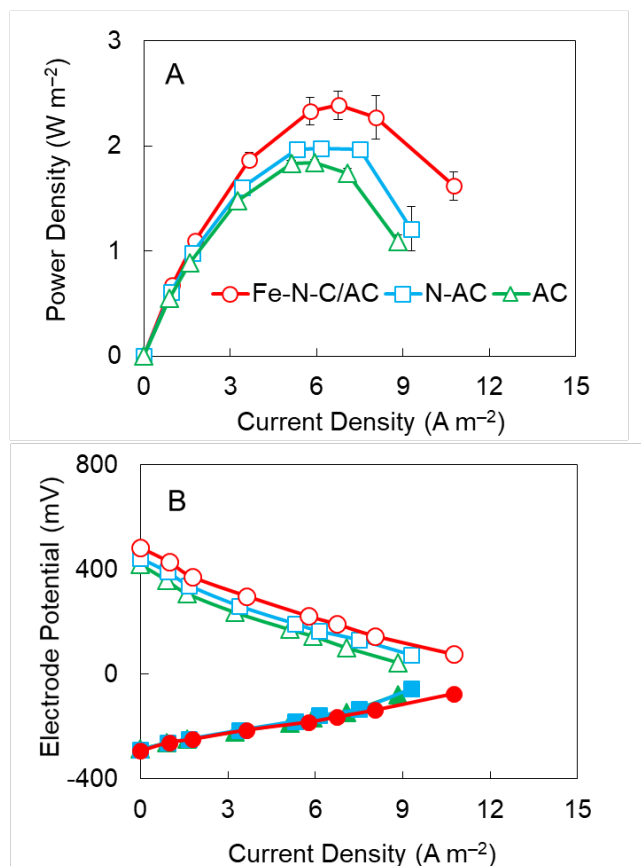 A
Power Density (W m⁻²)
3
2
1
0
Fe-N-C/AC N-AC AC
0 3 6 9 12 15
Current Density (A m⁻²)
B
Electrode Potential (mV)
800
400
0
-400
0 3 6 9 12 15
Current Density (A m⁻²)